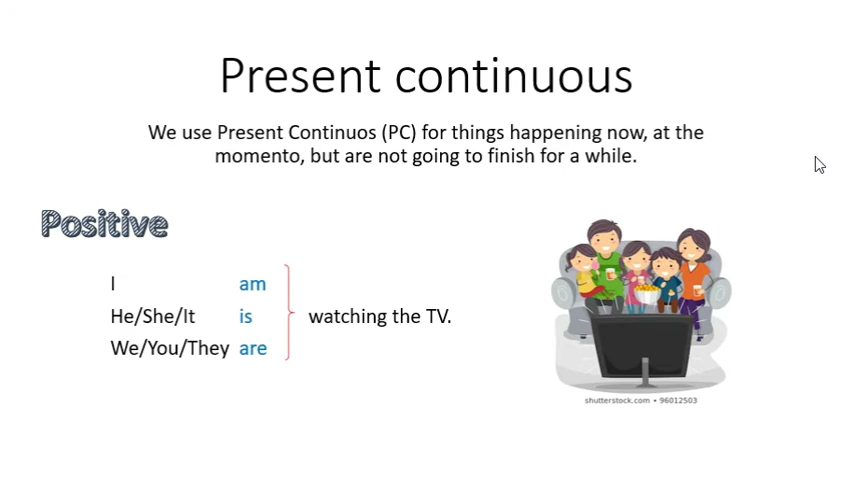 Present continuous
We use Present Continuos (PC) for things happening now, at the
momento, but are not going to finish for a while.
Positive
I am
He/She/It is watching the TV.
We/You/They are
shutterstock.com • 96012503